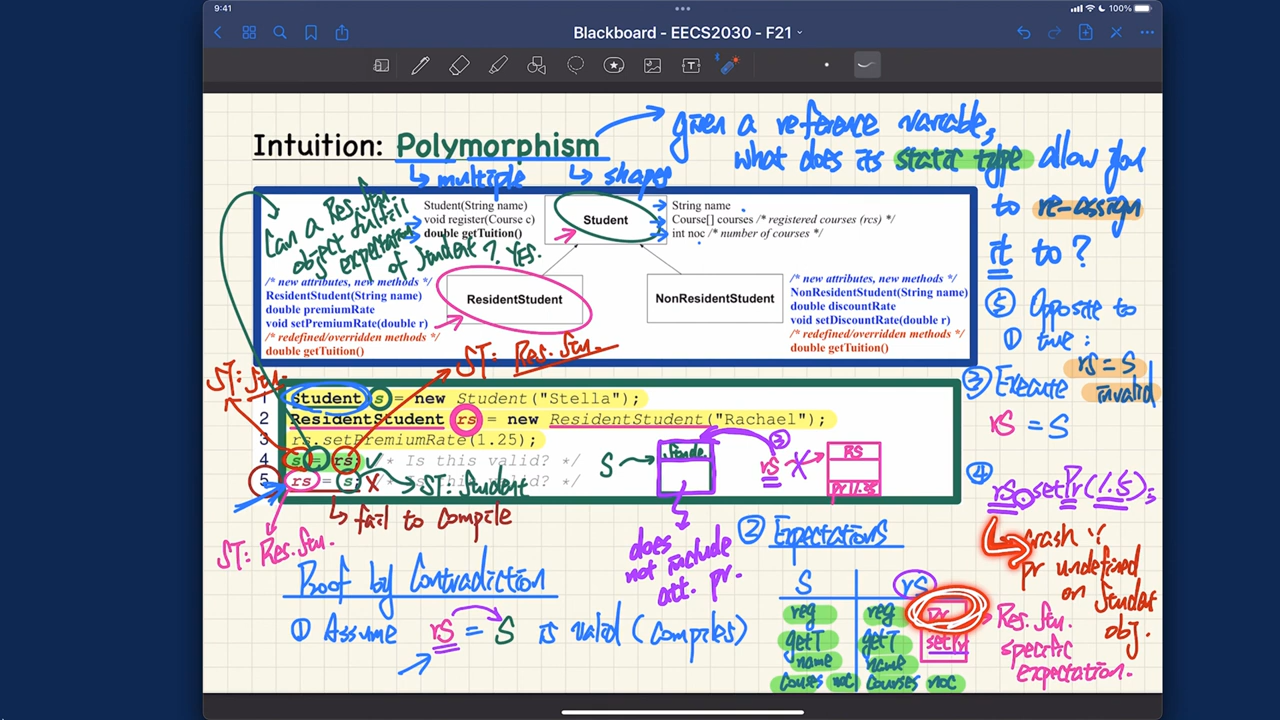 9:41
100%
Blackboard - EECS2030 - F21
Intuition: Polymorphism
↳ multiple
↳ shapes
given a reference variable,
what does its static type allow you
to re-assign
it to?
Can a Res. Stu.
object fulfil
expectations
of Student? YES.
Student(String name)
void register(Course c)
double getTuition()
Student
String name
Course[] courses /* registered courses (rcs) */
int noc /* number of courses */
/* new attributes, new methods */
ResidentStudent(String name)
double premiumRate
void setPremiumRate(double r)
/* redefined/overridden methods */
double getTuition()
ResidentStudent
NonResidentStudent
/* new attributes, new methods */
NonResidentStudent(String name)
double discountRate
void setDiscountRate(double r)
/* redefined/overridden methods */
double getTuition()
ST: Stu.
ST: Res. Stu.
1 Student s = new Student("Stella");
2 ResidentStudent rs = new ResidentStudent("Rachael");
3 rs.setPremiumRate(1.25);
4 s = rs; ✓ * Is this valid? */
5 rs = s; X * Is this valid? */
ST: Student
↳ fail to compile
ST: Res. Stu.
S
③
rs
RS
pr 1.25
does
not include
att. pr.
⑤ Opposite to
① true:
rs = s
invalid
③ Execute
rs = s
④
rs.setPr(1.5);
crash ∵
pr undefined
on Student
obj.
Proof by Contradiction
① Assume rs = s is valid (compiles)
② Expectations
S rs
reg reg pr
getT getT setPr
name name
courses noc courses noc
Res. Stu.
specific
expectation.